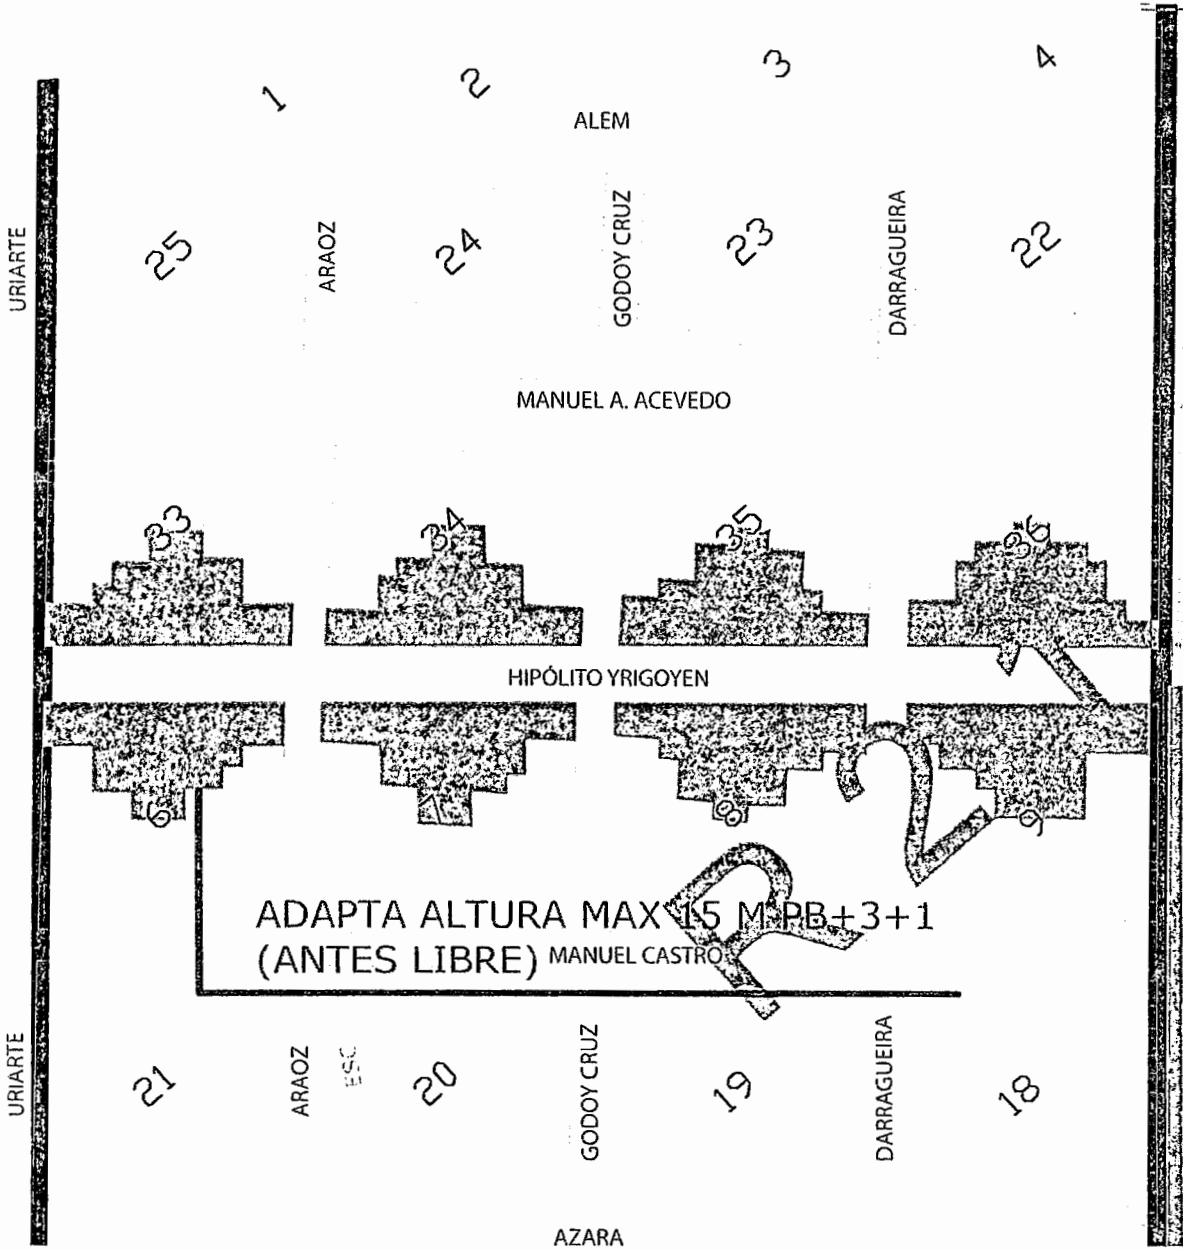 1
2
3
4
ALEM
URIARTE
25
ARAOZ
24
GODOY CRUZ
23
DARRAGUEIRA
22
MANUEL A. ACEVEDO
33
34
35
36
HIPÓLITO YRIGOYEN
6
7
8
9
R2
ADAPTA ALTURA MAX 15 M PB+3+1
(ANTES LIBRE)
MANUEL CASTRO
URIARTE
21
ARAOZ
ESC
20
GODOY CRUZ
19
DARRAGUEIRA
18
AZARA